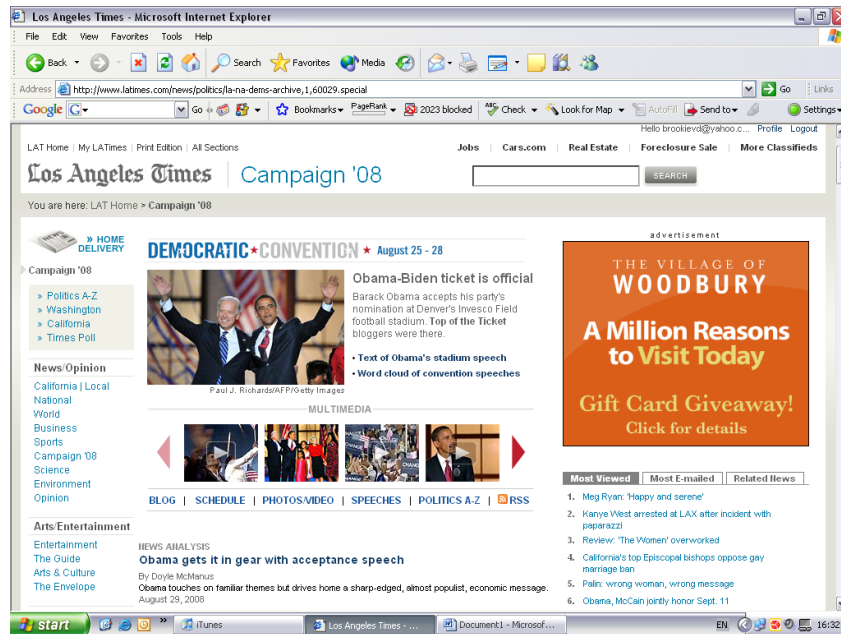 Los Angeles Times - Microsoft Internet Explorer
File Edit View Favorites Tools Help
Back Search Favorites Media
Address http://www.latimes.com/news/politics/la-na-dems-archive,1,60029.special Go Links
Google G Go Bookmarks PageRank 2023 blocked Check Look for Map AutoFill Send to Settings
Hello brookievd@yahoo.c... Profile Logout
LAT Home | My LATimes | Print Edition | All Sections Jobs | Cars.com | Real Estate | Foreclosure Sale | More Classifieds
Los Angeles Times Campaign '08 SEARCH
You are here: LAT Home > Campaign '08
» HOME
DELIVERY
Campaign '08
» Politics A-Z
» Washington
» California
» Times Poll
News/Opinion
California | Local
National
World
Business
Sports
Campaign '08
Science
Environment
Opinion
Arts/Entertainment
Entertainment
The Guide
Arts & Culture
The Envelope
DEMOCRATIC★CONVENTION ★ August 25 - 28
Obama-Biden ticket is official
Barack Obama accepts his party's
nomination at Denver's Invesco Field
football stadium. Top of the Ticket
bloggers were there.
• Text of Obama's stadium speech
• Word cloud of convention speeches
Paul J. Richards/AFP/Getty Images
MULTIMEDIA
CHANGE
BLOG | SCHEDULE | PHOTOS/VIDEO | SPEECHES | POLITICS A-Z | RSS
NEWS ANALYSIS
Obama gets it in gear with acceptance speech
By Doyle McManus
Obama touches on familiar themes but drives home a sharp-edged, almost populist, economic message.
August 29, 2008
advertisement
THE VILLAGE OF
WOODBURY
A Million Reasons
to Visit Today
Gift Card Giveaway!
Click for details
Most Viewed Most E-mailed Related News
1. Meg Ryan: 'Happy and serene'
2. Kanye West arrested at LAX after incident with
paparazzi
3. Review: 'The Women' overworked
4. California's top Episcopal bishops oppose gay
marriage ban
5. Palin: wrong woman, wrong message
6. Obama, McCain jointly honor Sept. 11
start iTunes Los Angeles Times - ... Document1 - Microsof... EN 16:32